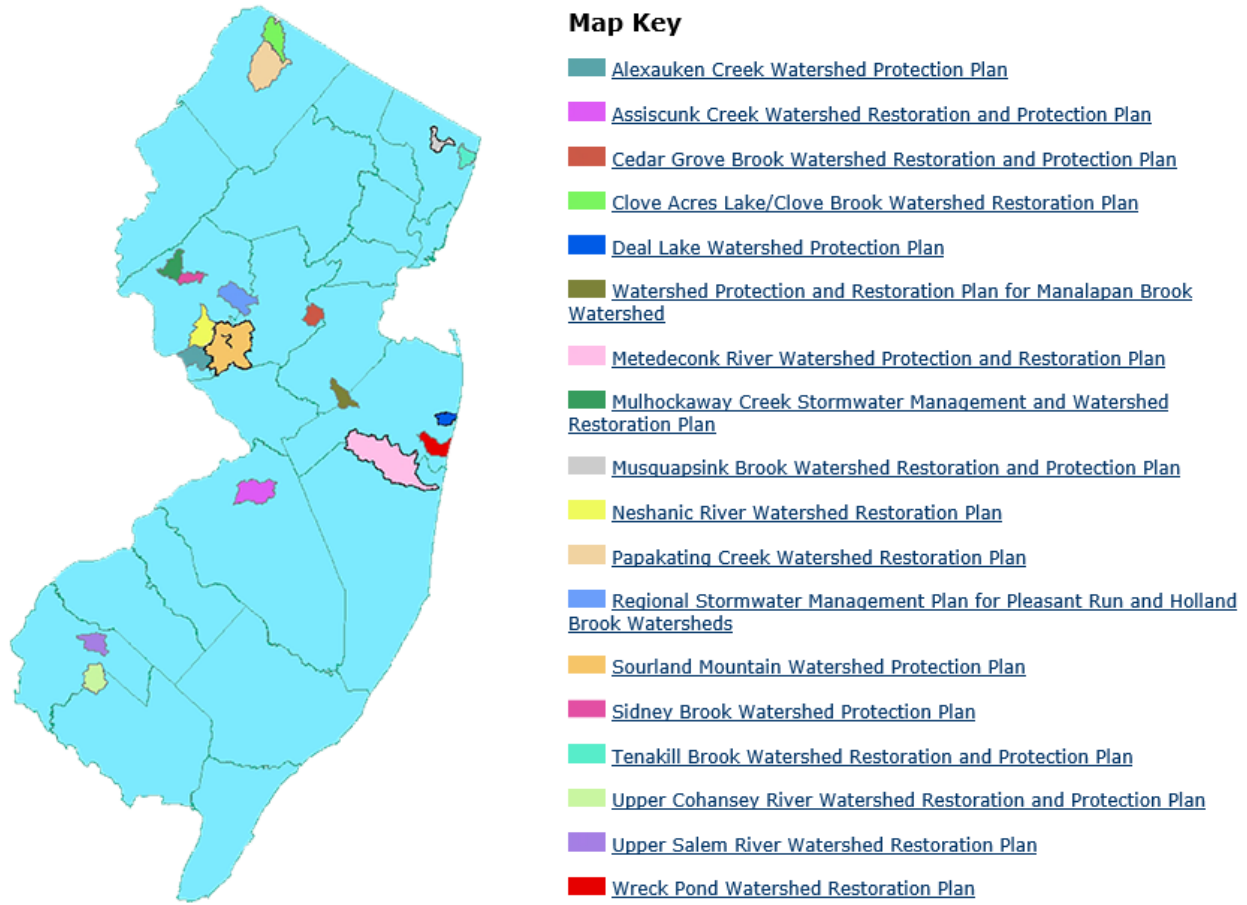 Map Key
Alexauken Creek Watershed Protection Plan
Assiscunk Creek Watershed Restoration and Protection Plan
Cedar Grove Brook Watershed Restoration and Protection Plan
Clove Acres Lake/Clove Brook Watershed Restoration Plan
Deal Lake Watershed Protection Plan
Watershed Protection and Restoration Plan for Manalapan Brook
Watershed
Metedeconk River Watershed Protection and Restoration Plan
Mulhockaway Creek Stormwater Management and Watershed
Restoration Plan
Musquapsink Brook Watershed Restoration and Protection Plan
Neshanic River Watershed Restoration Plan
Papakating Creek Watershed Restoration Plan
Regional Stormwater Management Plan for Pleasant Run and Holland
Brook Watersheds
Sourland Mountain Watershed Protection Plan
Sidney Brook Watershed Protection Plan
Tenakill Brook Watershed Restoration and Protection Plan
Upper Cohansey River Watershed Restoration and Protection Plan
Upper Salem River Watershed Restoration Plan
Wreck Pond Watershed Restoration Plan